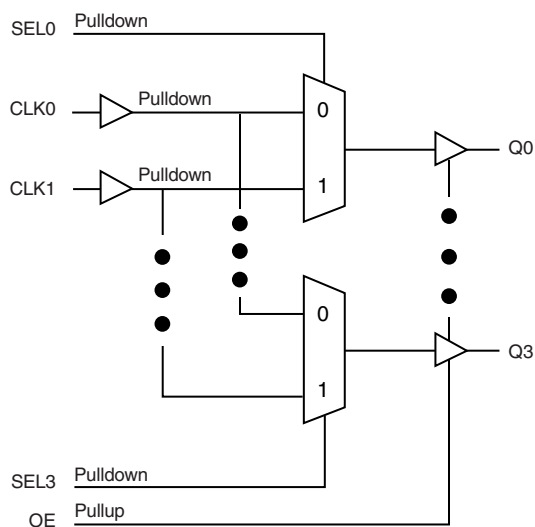 SEL0 Pulldown
CLK0 Pulldown
0
Q0
CLK1 Pulldown
1
0
Q3
1
SEL3 Pulldown
OE Pullup